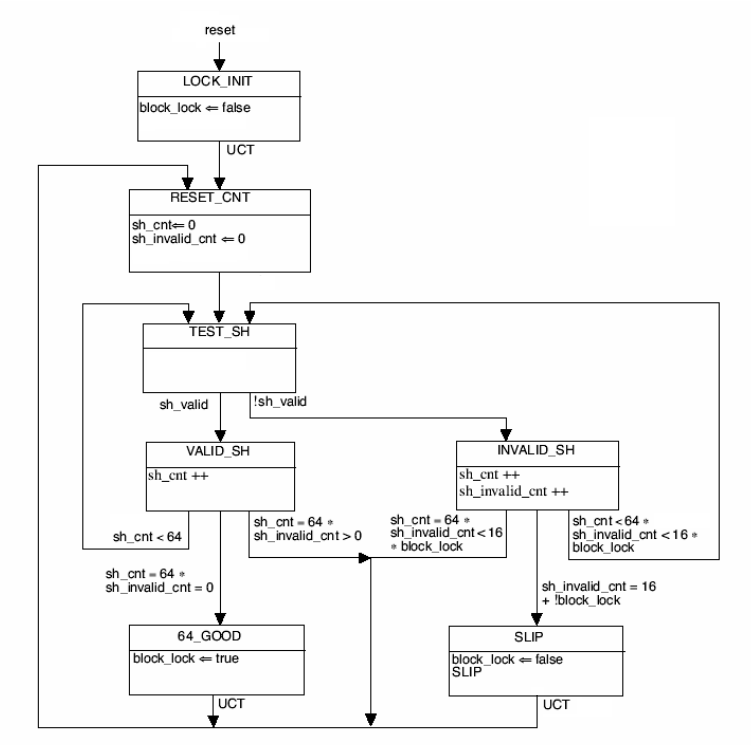 reset
LOCK_INIT
block_lock ⇐ false
UCT
RESET_CNT
sh_cnt⇐ 0
sh_invalid_cnt ⇐ 0
TEST_SH
sh_valid
!sh_valid
VALID_SH
sh_cnt ++
INVALID_SH
sh_cnt ++
sh_invalid_cnt ++
sh_cnt < 64
sh_cnt = 64 *
sh_invalid_cnt > 0
sh_cnt = 64 *
sh_invalid_cnt < 16
* block_lock
sh_cnt < 64 *
sh_invalid_cnt < 16 *
block_lock
sh_cnt = 64 *
sh_invalid_cnt = 0
sh_invalid_cnt = 16
+ !block_lock
64_GOOD
block_lock ⇐ true
UCT
SLIP
block_lock ⇐ false
SLIP
UCT